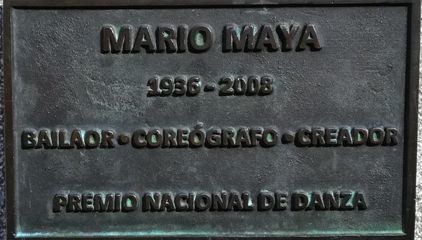 MARIO MAYA
1936 - 2008
BAILAOR • COREÓGRAFO • CREADOR
PREMIO NACIONAL DE DANZA